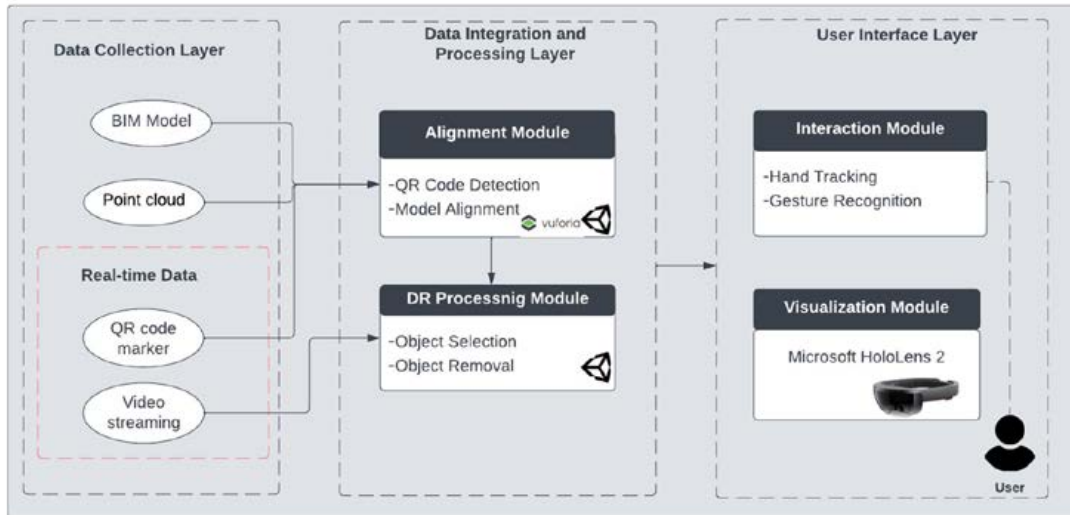 Data Collection Layer
BIM Model
Point cloud
Real-time Data
QR code
marker
Video
streaming
Data Integration and
Processing Layer
Alignment Module
-QR Code Detection
-Model Alignment
vuforia
DR Processnig Module
-Object Selection
-Object Removal
User Interface Layer
Interaction Module
-Hand Tracking
-Gesture Recognition
Visualization Module
Microsoft HoloLens 2
User